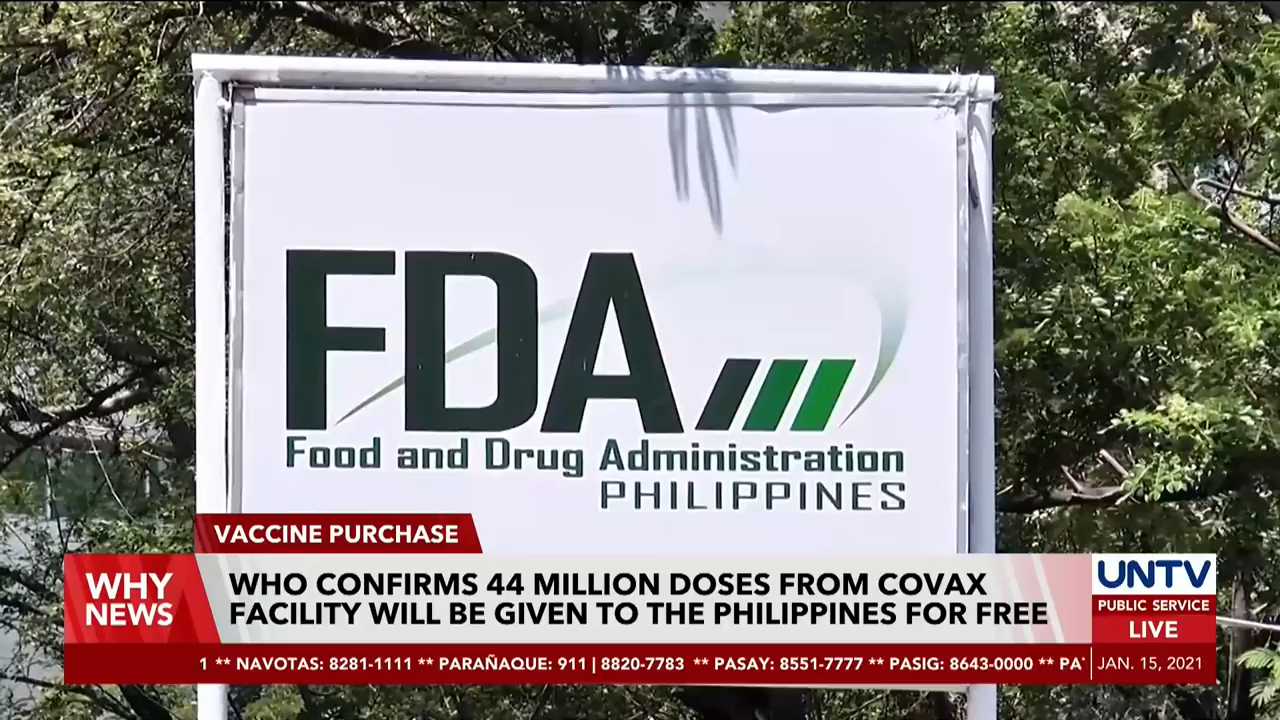 FDA
Food and Drug Administration
PHILIPPINES
VACCINE PURCHASE
WHY
NEWS
WHO CONFIRMS 44 MILLION DOSES FROM COVAX
FACILITY WILL BE GIVEN TO THE PHILIPPINES FOR FREE
UNTV
PUBLIC SERVICE
LIVE
1 ** NAVOTAS: 8281-1111 ** PARAÑAQUE: 911 | 8820-7783 ** PASAY: 8551-7777 ** PASIG: 8643-0000 ** PA
JAN. 15, 2021